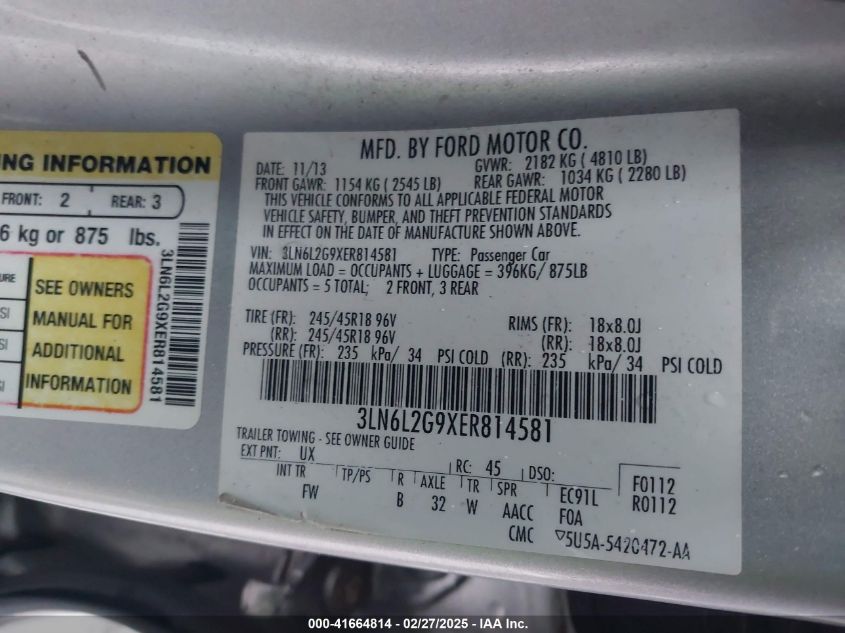 NG INFORMATION
FRONT: 2 REAR: 3
6 kg or 875 lbs.
SEE OWNERS
MANUAL FOR
ADDITIONAL
INFORMATION
3LN6L2G9XER814581
MFD. BY FORD MOTOR CO.
DATE: 11/13 GVWR: 2182 KG ( 4810 LB)
FRONT GAWR: 1154 KG ( 2545 LB) REAR GAWR: 1034 KG ( 2280 LB)
THIS VEHICLE CONFORMS TO ALL APPLICABLE FEDERAL MOTOR
VEHICLE SAFETY, BUMPER, AND THEFT PREVENTION STANDARDS
IN EFFECT ON THE DATE OF MANUFACTURE SHOWN ABOVE.
VIN: 3LN6L2G9XER814581 TYPE: Passenger Car
MAXIMUM LOAD = OCCUPANTS + LUGGAGE = 396KG/ 875LB
OCCUPANTS = 5 TOTAL; 2 FRONT, 3 REAR
TIRE (FR): 245/45R18 96V RIMS (FR): 18x8.0J
(RR): 245/45R18 96V (RR): 18x8.0J
PRESSURE (FR): 235 kPa/ 34 PSI COLD (RR): 235 kPa/ 34 PSI COLD
3LN6L2G9XER814581
TRAILER TOWING - SEE OWNER GUIDE
EXT PNT: UX RC: 45 DSO: F0112
INT TR TP/PS R AXLE TR SPR EC91L R0112
FW B 32 W AACC FOA
CMC ▽5U5A-5420472-AA
000-41664814 - 02/27/2025 - IAA Inc.